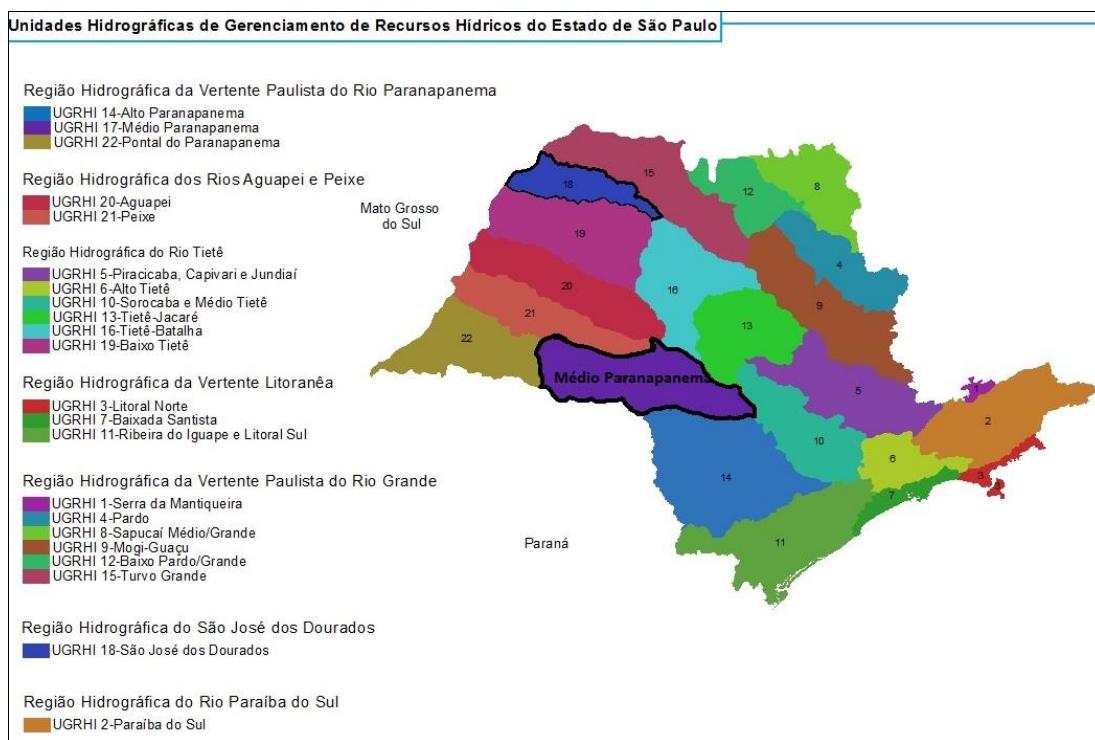 Unidades Hidrográficas de Gerenciamento de Recursos Hídricos do Estado de São Paulo
Região Hidrográfica da Vertente Paulista do Rio Paranapanema
UGRHI 14-Alto Paranapanema
UGRHI 17-Médio Paranapanema
UGRHI 22-Pontal do Paranapanema
Região Hidrográfica dos Rios Aguapei e Peixe
UGRHI 20-Aguapei
UGRHI 21-Peixe
Região Hidrográfica do Rio Tietê
UGRHI 5-Piracicaba, Capivari e Jundiaí
UGRHI 6-Alto Tietê
UGRHI 10-Sorocaba e Médio Tietê
UGRHI 13-Tietê-Jacaré
UGRHI 16-Tietê-Batalha
UGRHI 19-Baixo Tietê
Região Hidrográfica da Vertente Litoranêa
UGRHI 3-Litoral Norte
UGRHI 7-Baixada Santista
UGRHI 11-Ribeira do Iguape e Litoral Sul
Região Hidrográfica da Vertente Paulista do Rio Grande
UGRHI 1-Serra da Mantiqueira
UGRHI 4-Pardo
UGRHI 8-Sapucaí Médio/Grande
UGRHI 9-Mogi-Guaçu
UGRHI 12-Baixo Pardo/Grande
UGRHI 15-Turvo Grande
Região Hidrográfica do São José dos Dourados
UGRHI 18-São José dos Dourados
Região Hidrográfica do Rio Paraíba do Sul
UGRHI 2-Paraíba do Sul
Mato Grosso
do Sul
Paraná
15
18
12
8
19
4
16
20
9
21
13
22
Médio Paranapanema
5
1
2
10
6
14
3
3
7
11